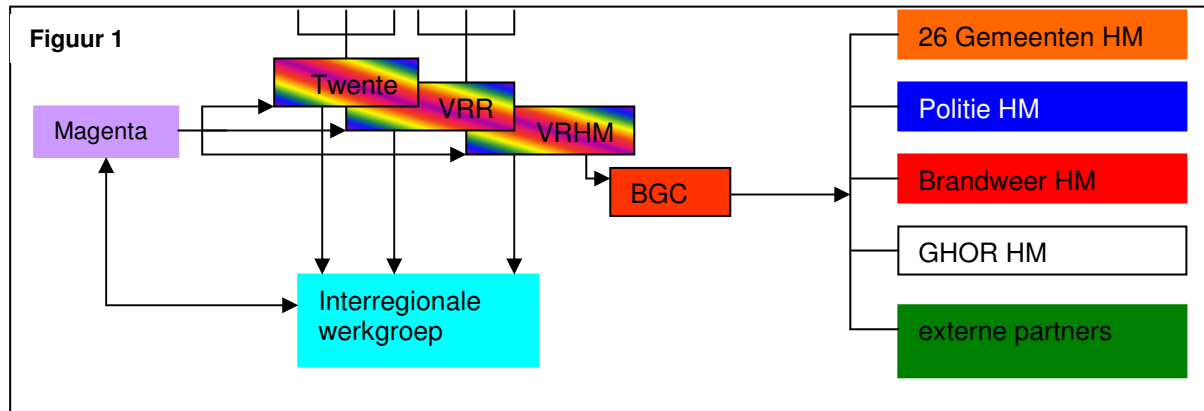 Figuur 1
Twente
VRR
VRHM
Magenta
BGC
Interregionale
werkgroep
26 Gemeenten HM
Politie HM
Brandweer HM
GHOR HM
externe partners